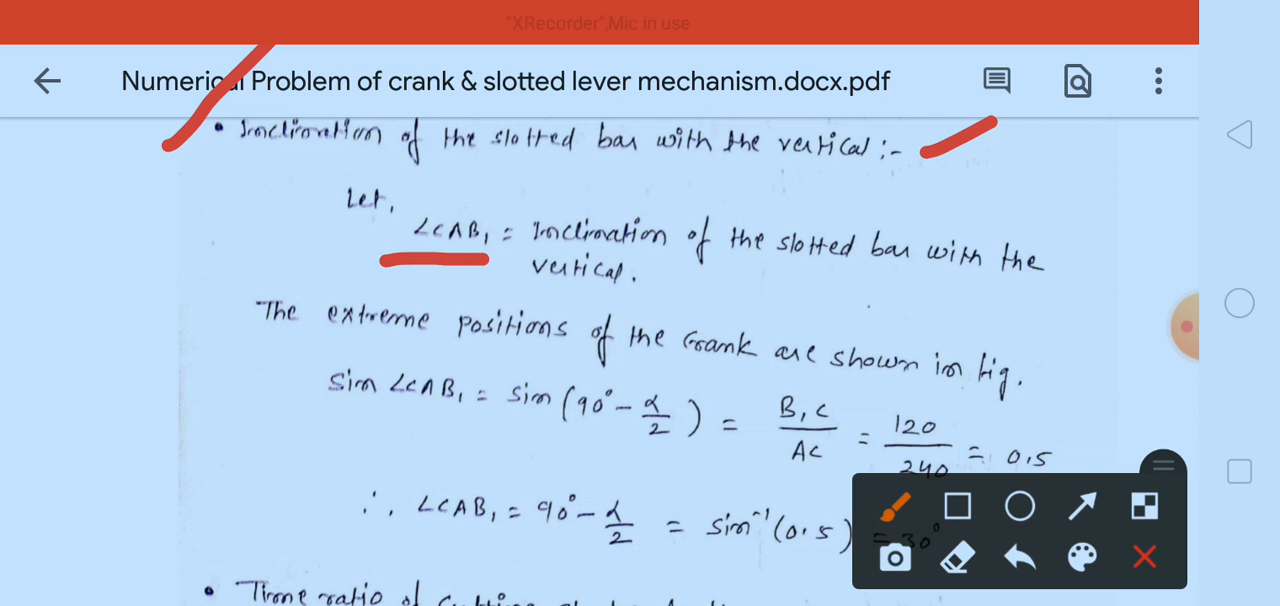 "XRecorder",Mic in use
Numerical Problem of crank & slotted lever mechanism.docx.pdf
• Inclination of the slotted bar with the vertical :-
Let,
∠CAB₁ = Inclination of the slotted bar with the
vertical.
The extreme positions of the Crank are shown in fig.
Sin ∠CAB₁ = Sin (90° - α/2) = B₁C/AC = 120/240 = 0.5
∴ ∠CAB₁ = 90° - α/2 = Sin⁻¹(0.5) = 30°
• Time ratio of